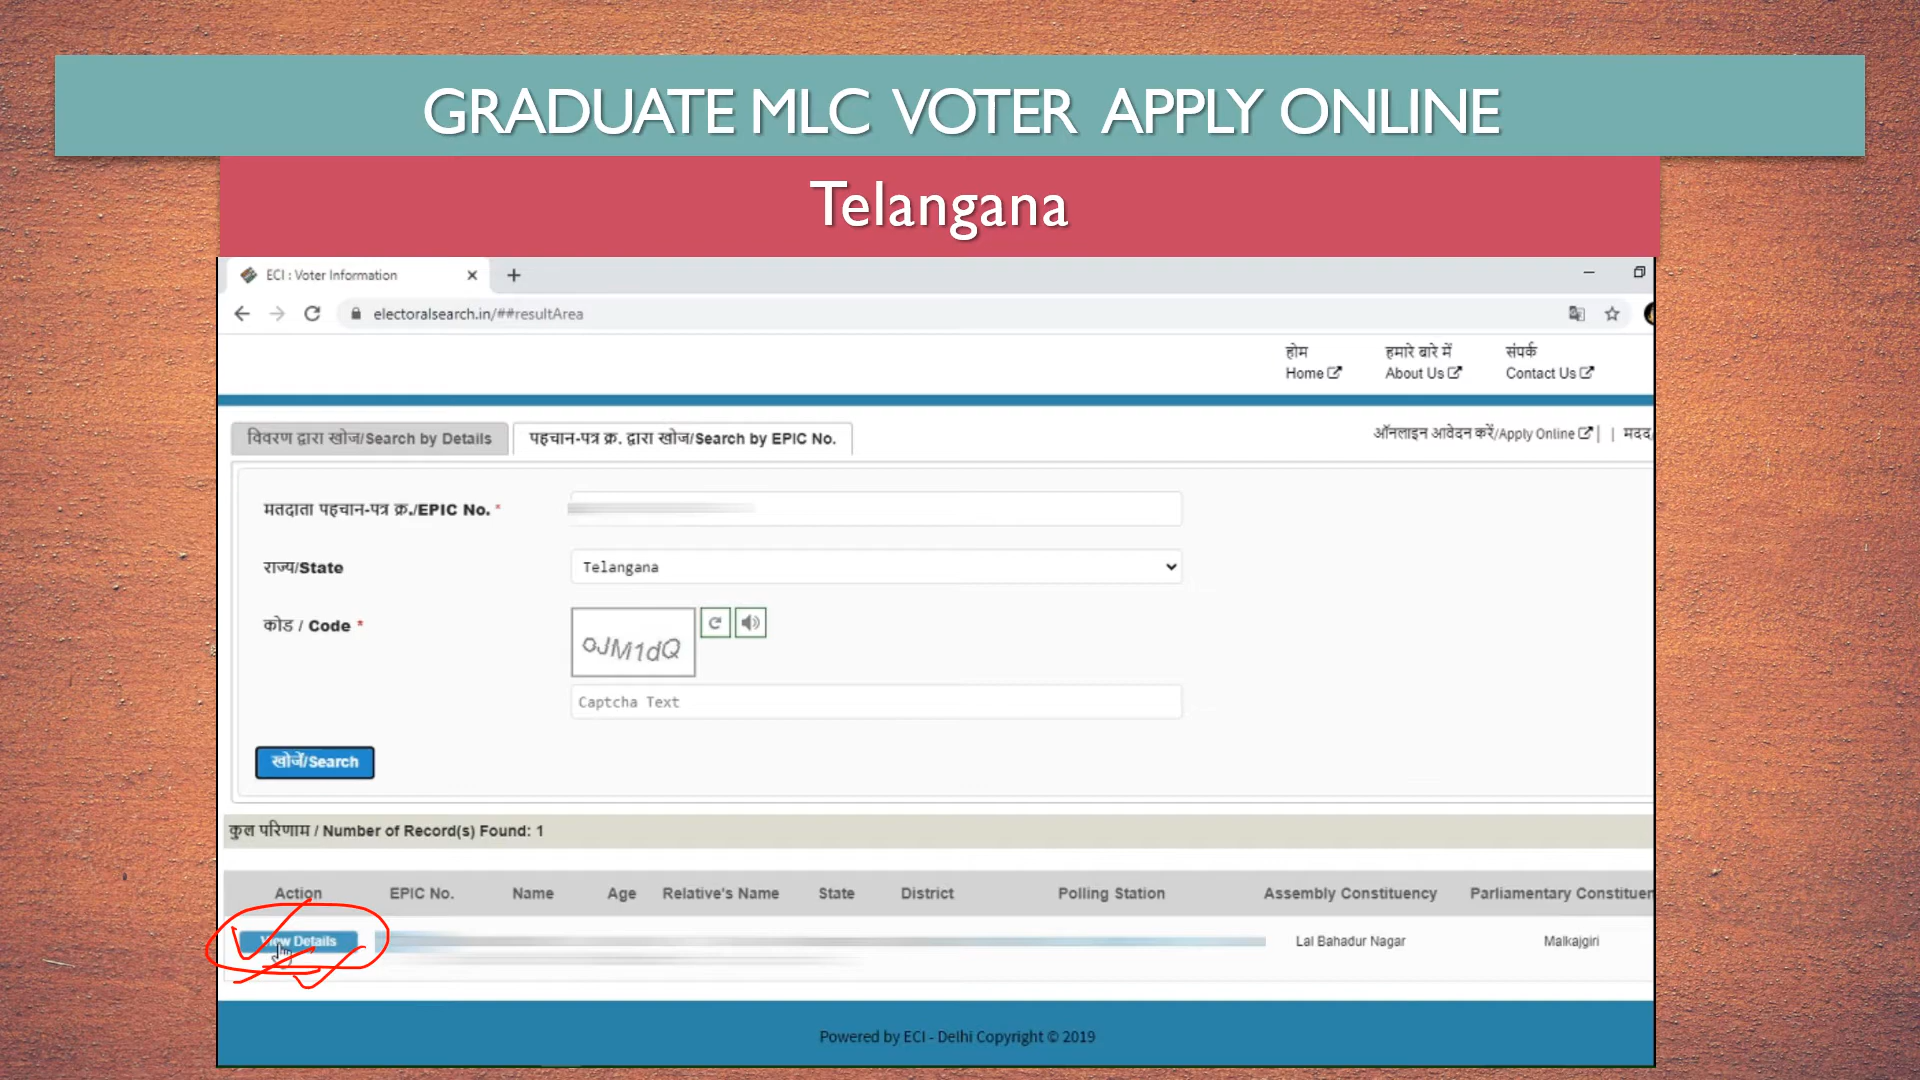 GRADUATE MLC VOTER APPLY ONLINE
Telangana
ECI : Voter Information
electoralsearch.in/##resultArea
होम
Home
हमारे बारे में
About Us
संपर्क
Contact Us
विवरण द्वारा खोज/Search by Details
पहचान-पत्र क्र. द्वारा खोज/Search by EPIC No.
ऑनलाइन आवेदन करें/Apply Online | | मदद/
मतदाता पहचान-पत्र क्र./EPIC No. *
राज्य/State
Telangana
कोड / Code *
oJM1dQ
Captcha Text
खोजें/Search
कुल परिणाम / Number of Record(s) Found: 1
Action EPIC No. Name Age Relative's Name State District Polling Station Assembly Constituency Parliamentary Constituen
View Details Lal Bahadur Nagar Malkajgiri
Powered by ECI - Delhi Copyright © 2019